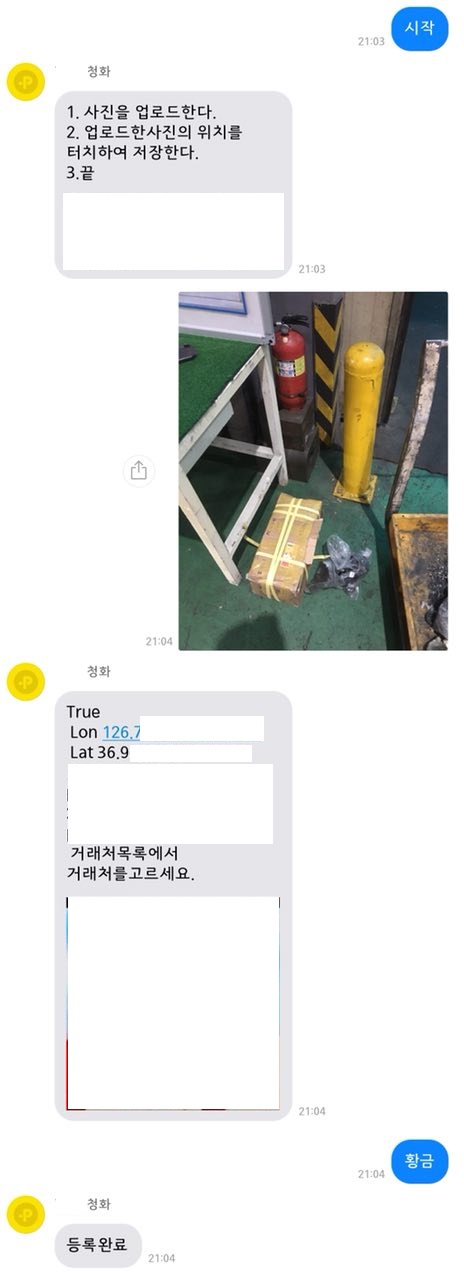 시작
21:03
청화
1. 사진을 업로드한다.
2. 업로드한사진의 위치를
터치하여 저장한다.
3.끝
21:03
21:04
청화
True
Lon 126.7
Lat 36.9
거래처목록에서
거래처를고르세요.
21:04
황금
21:04
청화
등록완료
21:04